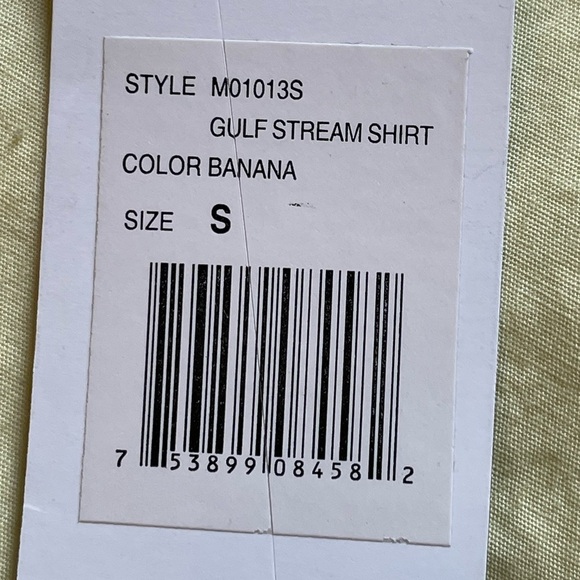 STYLE M01013S
GULF STREAM SHIRT
COLOR BANANA
SIZE S
7 53899 08458 2